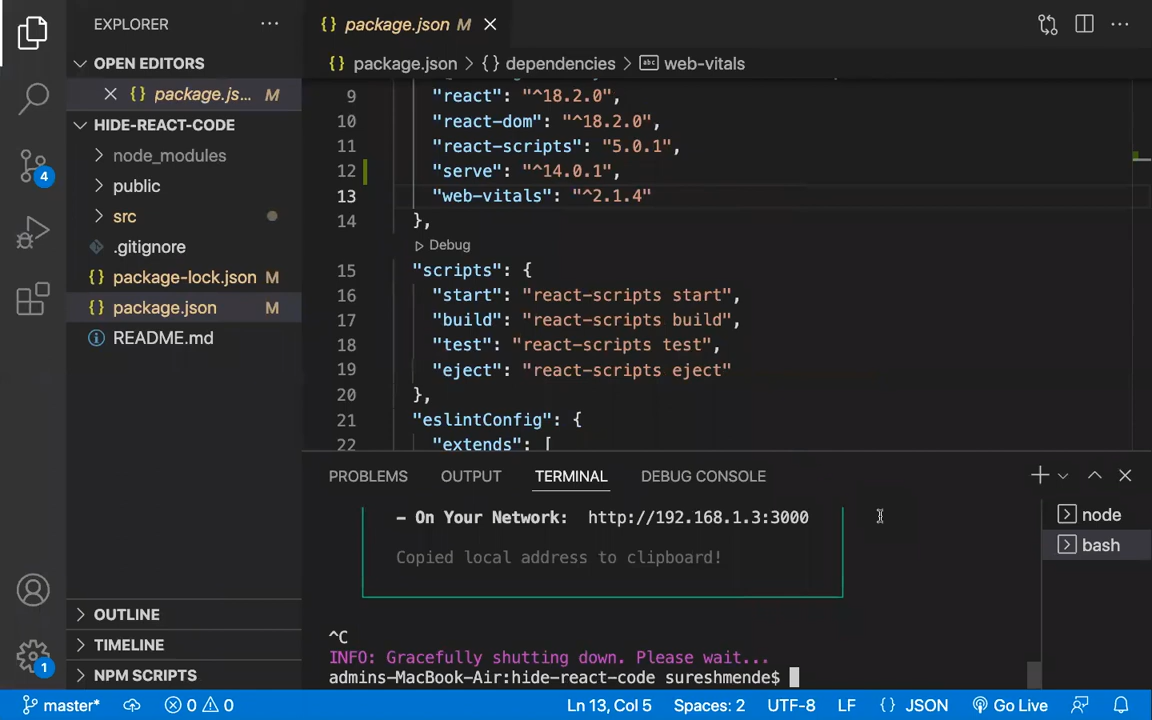 EXPLORER
OPEN EDITORS
{} package.js... M
HIDE-REACT-CODE
node_modules
public
src
.gitignore
{} package-lock.json M
{} package.json M
README.md
OUTLINE
TIMELINE
NPM SCRIPTS
4
1
{} package.json M
{} package.json > {} dependencies > abc web-vitals
9 "react": "^18.2.0",
10 "react-dom": "^18.2.0",
11 "react-scripts": "5.0.1",
12 "serve": "^14.0.1",
13 "web-vitals": "^2.1.4"
14 },
Debug
15 "scripts": {
16 "start": "react-scripts start",
17 "build": "react-scripts build",
18 "test": "react-scripts test",
19 "eject": "react-scripts eject"
20 },
21 "eslintConfig": {
22 "extends": [
PROBLEMS OUTPUT TERMINAL DEBUG CONSOLE
– On Your Network: http://192.168.1.3:3000
Copied local address to clipboard!
^C
INFO: Gracefully shutting down. Please wait...
admins-MacBook-Air:hide-react-code sureshmende$
node
bash
master* 0 0 Ln 13, Col 5 Spaces: 2 UTF-8 LF {} JSON Go Live